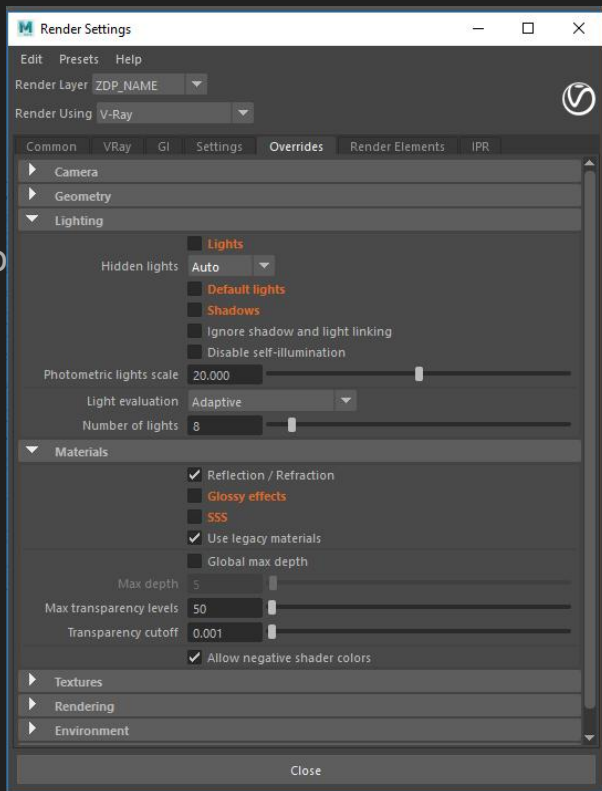 Render Settings
Edit Presets Help
Render Layer ZDP_NAME
Render Using V-Ray
Common VRay GI Settings Overrides Render Elements IPR
Camera
Geometry
Lighting
Lights
Hidden lights Auto
Default lights
Shadows
Ignore shadow and light linking
Disable self-illumination
Photometric lights scale 20.000
Light evaluation Adaptive
Number of lights 8
Materials
Reflection / Refraction
Glossy effects
SSS
Use legacy materials
Global max depth
Max depth 5
Max transparency levels 50
Transparency cutoff 0.001
Allow negative shader colors
Textures
Rendering
Environment
Close